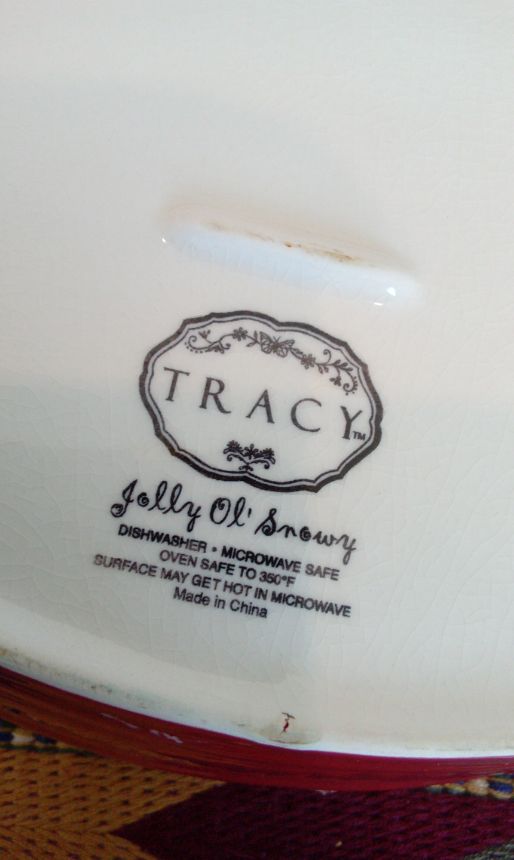 TRACY™
Jolly Ol' Snowy
DISHWASHER • MICROWAVE SAFE
OVEN SAFE TO 350°F
SURFACE MAY GET HOT IN MICROWAVE
Made in China